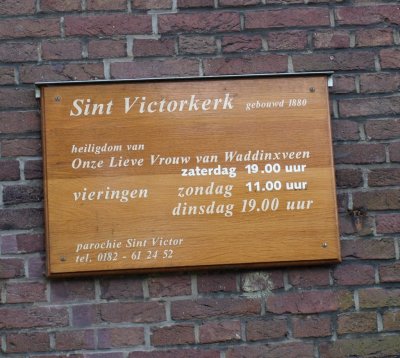 Sint Victorkerk gebouwd 1880
heiligdom van
Onze Lieve Vrouw van Waddinxveen
zaterdag 19.00 uur
vieringen zondag 11.00 uur
dinsdag 19.00 uur
parochie Sint Victor
tel. 0182 - 61 24 52